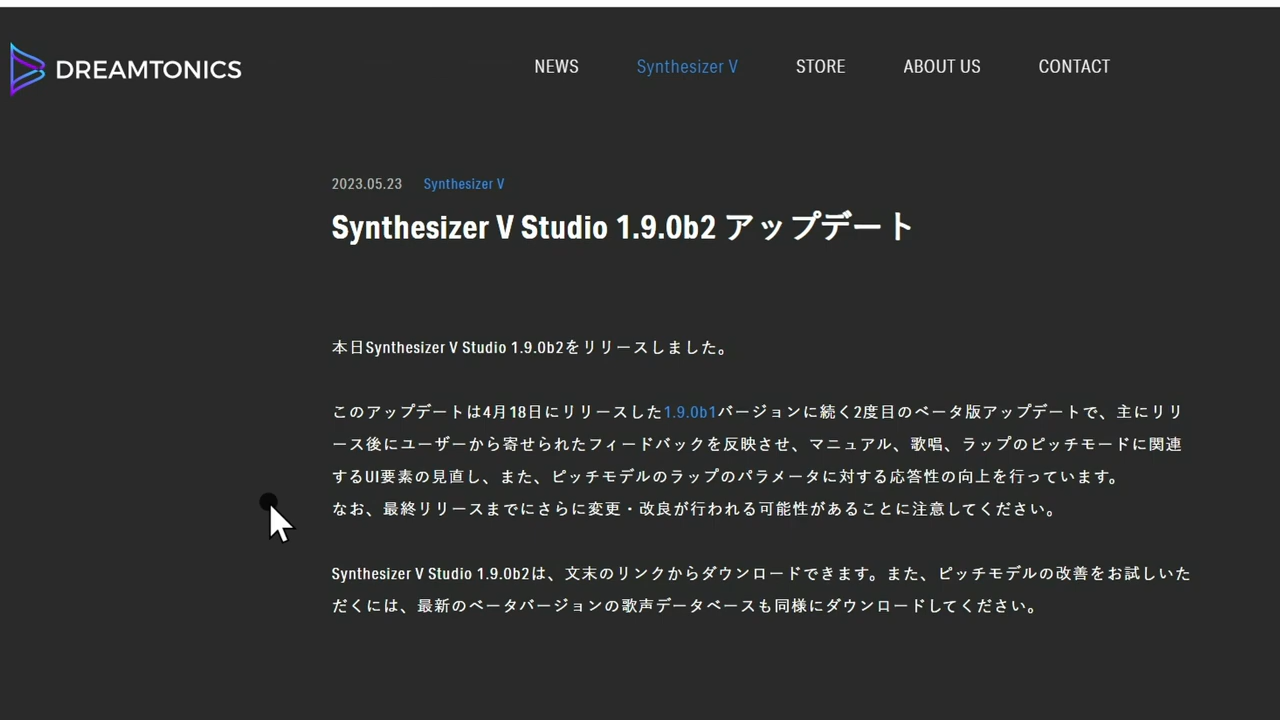 DREAMTONICS
NEWS
Synthesizer V
STORE
ABOUT US
CONTACT
2023.05.23 Synthesizer V
Synthesizer V Studio 1.9.0b2 アップデート
本日Synthesizer V Studio 1.9.0b2をリリースしました。
このアップデートは4月18日にリリースした1.9.0b1バージョンに続く2度目のベータ版アップデートで、主にリリ
ース後にユーザーから寄せられたフィードバックを反映させ、マニュアル、歌唱、ラップのピッチモードに関連
するUI要素の見直し、また、ピッチモデルのラップのパラメータに対する応答性の向上を行っています。
なお、最終リリースまでにさらに変更・改良が行われる可能性があることに注意してください。
Synthesizer V Studio 1.9.0b2は、文末のリンクからダウンロードできます。また、ピッチモデルの改善をお試しいた
だくには、最新のベータバージョンの歌声データベースも同様にダウンロードしてください。